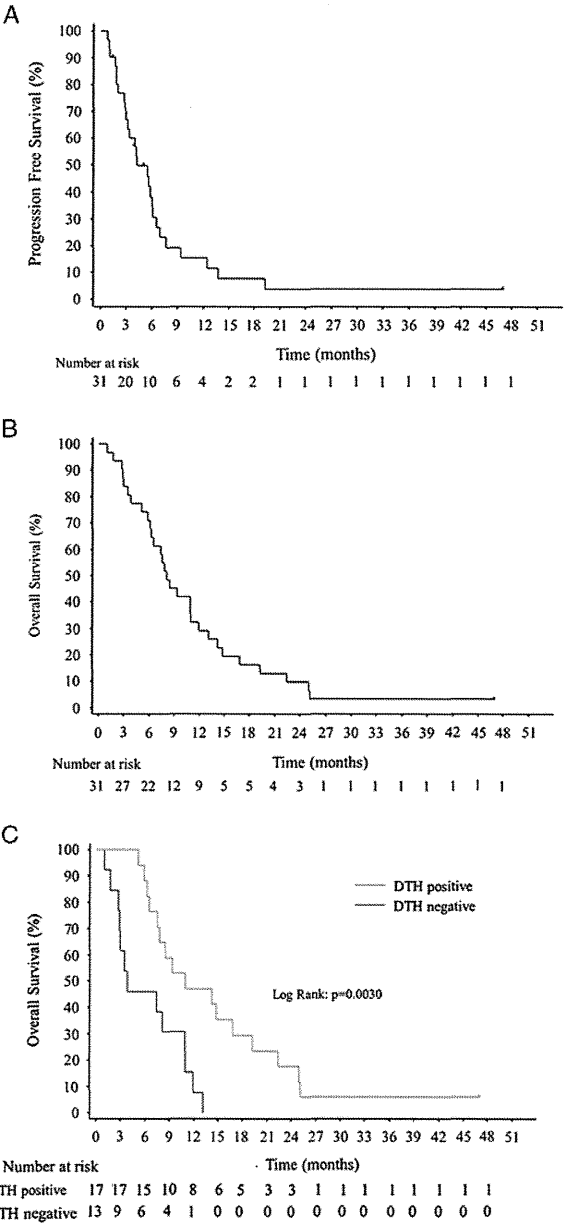 A
Progression Free Survival (%)
100
90
80
70
60
50
40
30
20
10
0
0 3 6 9 12 15 18 21 24 27 30 33 36 39 42 45 48 51
Time (months)
Number at risk
31 20 10 6 4 2 2 1 1 1 1 1 1 1 1 1 1
B
Overall Survival (%)
100
90
80
70
60
50
40
30
20
10
0
0 3 6 9 12 15 18 21 24 27 30 33 36 39 42 45 48 51
Time (months)
Number at risk
31 27 22 12 9 5 5 4 3 1 1 1 1 1 1 1 1
C
Overall Survival (%)
100
90
80
70
60
50
40
30
20
10
0
DTH positive
DTH negative
Log Rank: p=0.0030
0 3 6 9 12 15 18 21 24 27 30 33 36 39 42 45 48 51
Time (months)
Number at risk
TH positive 17 17 15 10 8 6 5 3 3 1 1 1 1 1 1 1 1
TH negative 13 9 6 4 1 0 0 0 0 0 0 0 0 0 0 0 0